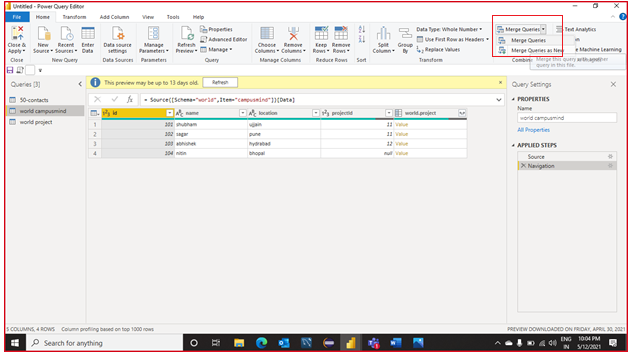 Untitled - Power Query Editor
File Home Transform Add Column View Tools Help
Close & Apply
New Source
Recent Sources
Enter Data
Data source settings
Manage Parameters
Refresh Preview
Properties
Advanced Editor
Manage
Choose Columns
Remove Columns
Keep Rows
Remove Rows
Split Column
Group By
Data Type: Whole Number
Use First Row as Headers
Replace Values
Merge Queries
Merge Queries
Merge Queries as New
Text Analytics
Machine Learning
Merge this query with another query in this file.
Close New Query Data Sources Parameters Query Manage Columns Reduce Rows Sort
Queries [3]
50-contacts
world campusmind
world project
This preview may be up to 13 days old. Refresh
= Source{[Schema="world",Item="campusmind"]}[Data]
id name location projectId world.project
1 101 shubham ujjain 11 Value
2 102 sagar pune 11 Value
3 103 abhishek hydrabad 12 Value
4 104 nitin bhopal null Value
Query Settings
PROPERTIES
Name
world campusmind
All Properties
APPLIED STEPS
Source
Navigation
5 COLUMNS, 4 ROWS Column profiling based on top 1000 rows
PREVIEW DOWNLOADED ON FRIDAY, APRIL 30, 2021
Type here to search for anything
ENG
IN
10:04 PM
5/12/2021